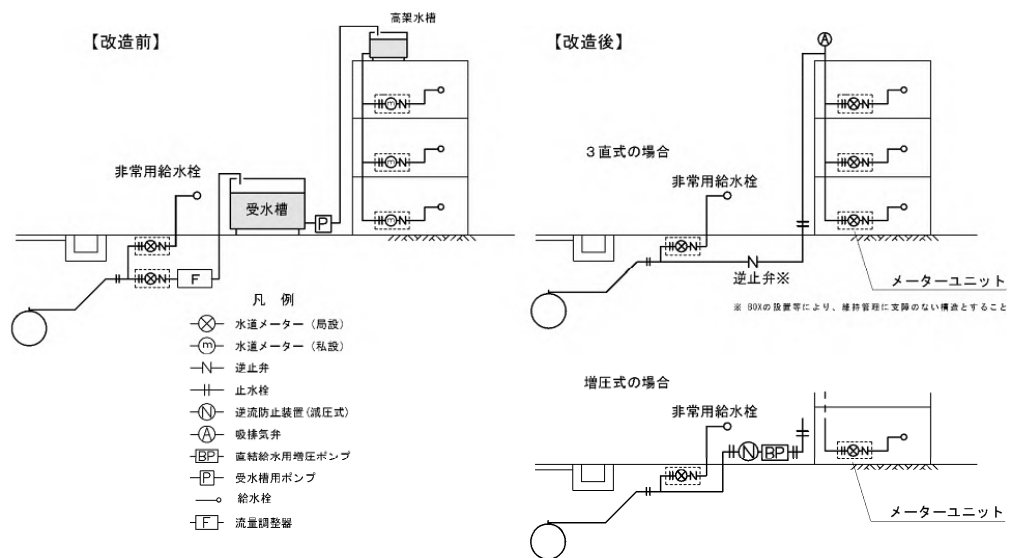 【改造前】
高架水槽
非常用給水栓
受水槽
P
F
凡 例
水道メーター（局設）
m 水道メーター（私設）
N 逆止弁
止水栓
N 逆流防止装置(減圧式)
A 吸排気弁
BP 直結給水用増圧ポンプ
P 受水槽用ポンプ
給水栓
F 流量調整器
【改造後】
A
３直式の場合
非常用給水栓
逆止弁※
メーターユニット
※ BOXの設置等により、維持管理に支障のない構造とすること
増圧式の場合
非常用給水栓
N BP
メーターユニット